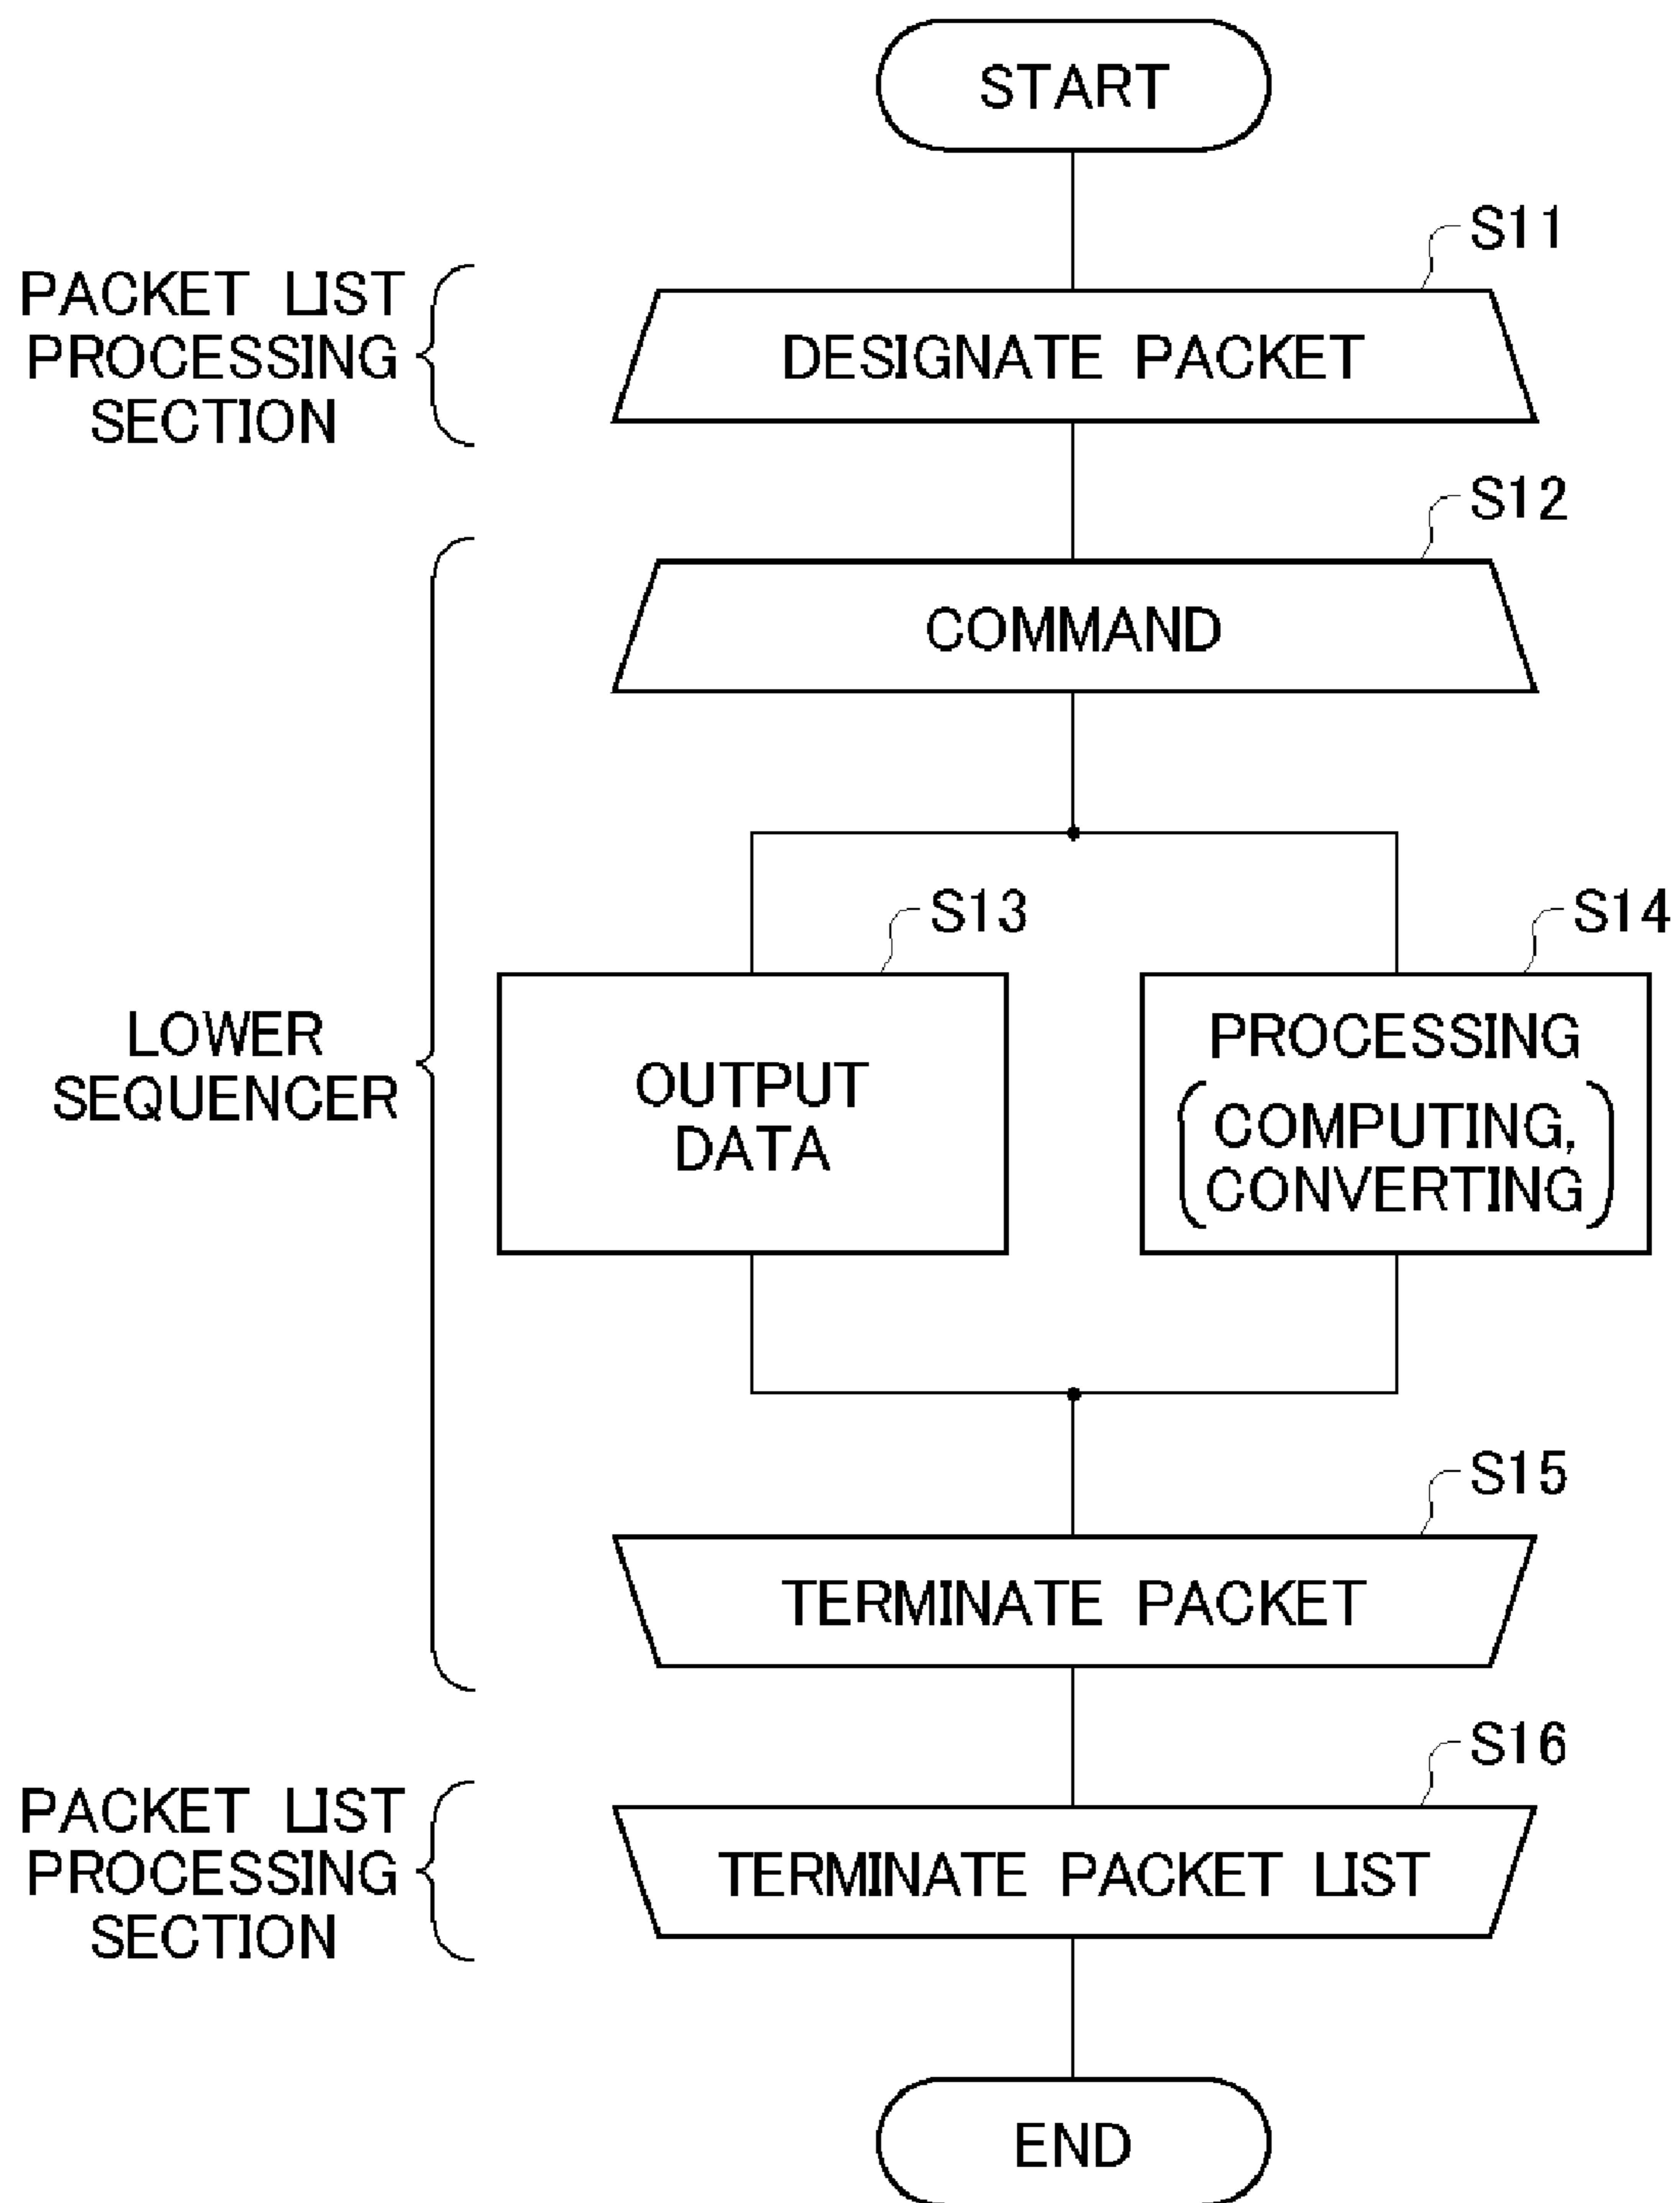 START
S11
PACKET LIST
PROCESSING
SECTION
DESIGNATE PACKET
S12
COMMAND
S13
S14
LOWER
SEQUENCER
OUTPUT
DATA
PROCESSING
(COMPUTING,
CONVERTING)
S15
TERMINATE PACKET
S16
PACKET LIST
PROCESSING
SECTION
TERMINATE PACKET LIST
END